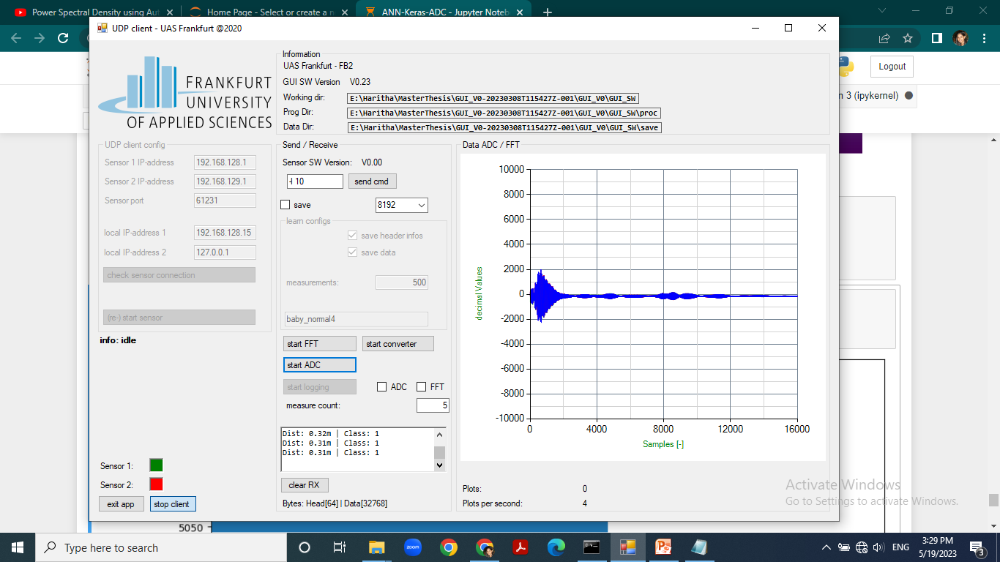 Power Spectral Density using Aut
Home Page - Select or create a n
ANN-Keras-ADC - Jupyter Noteb
UDP client - UAS Frankfurt @2020
FRANKFURT
UNIVERSITY
OF APPLIED SCIENCES
Information
UAS Frankfurt - FB2
GUI SW Version V0.23
Working dir: E:\Haritha\MasterThesis\GUI_V0-20230308T115427Z-001\GUI_V0\GUI_SW
Prog Dir: E:\Haritha\MasterThesis\GUI_V0-20230308T115427Z-001\GUI_V0\GUI_SW\proc
Data Dir: E:\Haritha\MasterThesis\GUI_V0-20230308T115427Z-001\GUI_V0\GUI_SW\save
Logout
n 3 (ipykernel)
UDP client config
Sensor 1 IP-address 192.168.128.1
Sensor 2 IP-address 192.168.129.1
Sensor port 61231
local IP-address 1 192.168.128.15
local IP-address 2 127.0.0.1
check sensor connection
(re-) start sensor
info: idle
Sensor 1:
Sensor 2:
exit app stop client
Send / Receive
Sensor SW Version: V0.00
-l 10 send cmd
save 8192
learn configs
save header infos
save data
measurements: 500
baby_normal4
start FFT start converter
start ADC
start logging ADC FFT
measure count: 5
Dist: 0.32m | Class: 1
Dist: 0.31m | Class: 1
Dist: 0.31m | Class: 1
clear RX
Bytes: Head[64] | Data[32768]
Data ADC / FFT
10000
8000
6000
4000
2000
0
-2000
-4000
-6000
-8000
-10000
decimal Values
0 4000 8000 12000 16000
Samples [-]
Plots: 0
Plots per second: 4
Activate Windows
Go to Settings to activate Windows.
5050
Type here to search
zoom
ENG
3:29 PM
5/19/2023
3